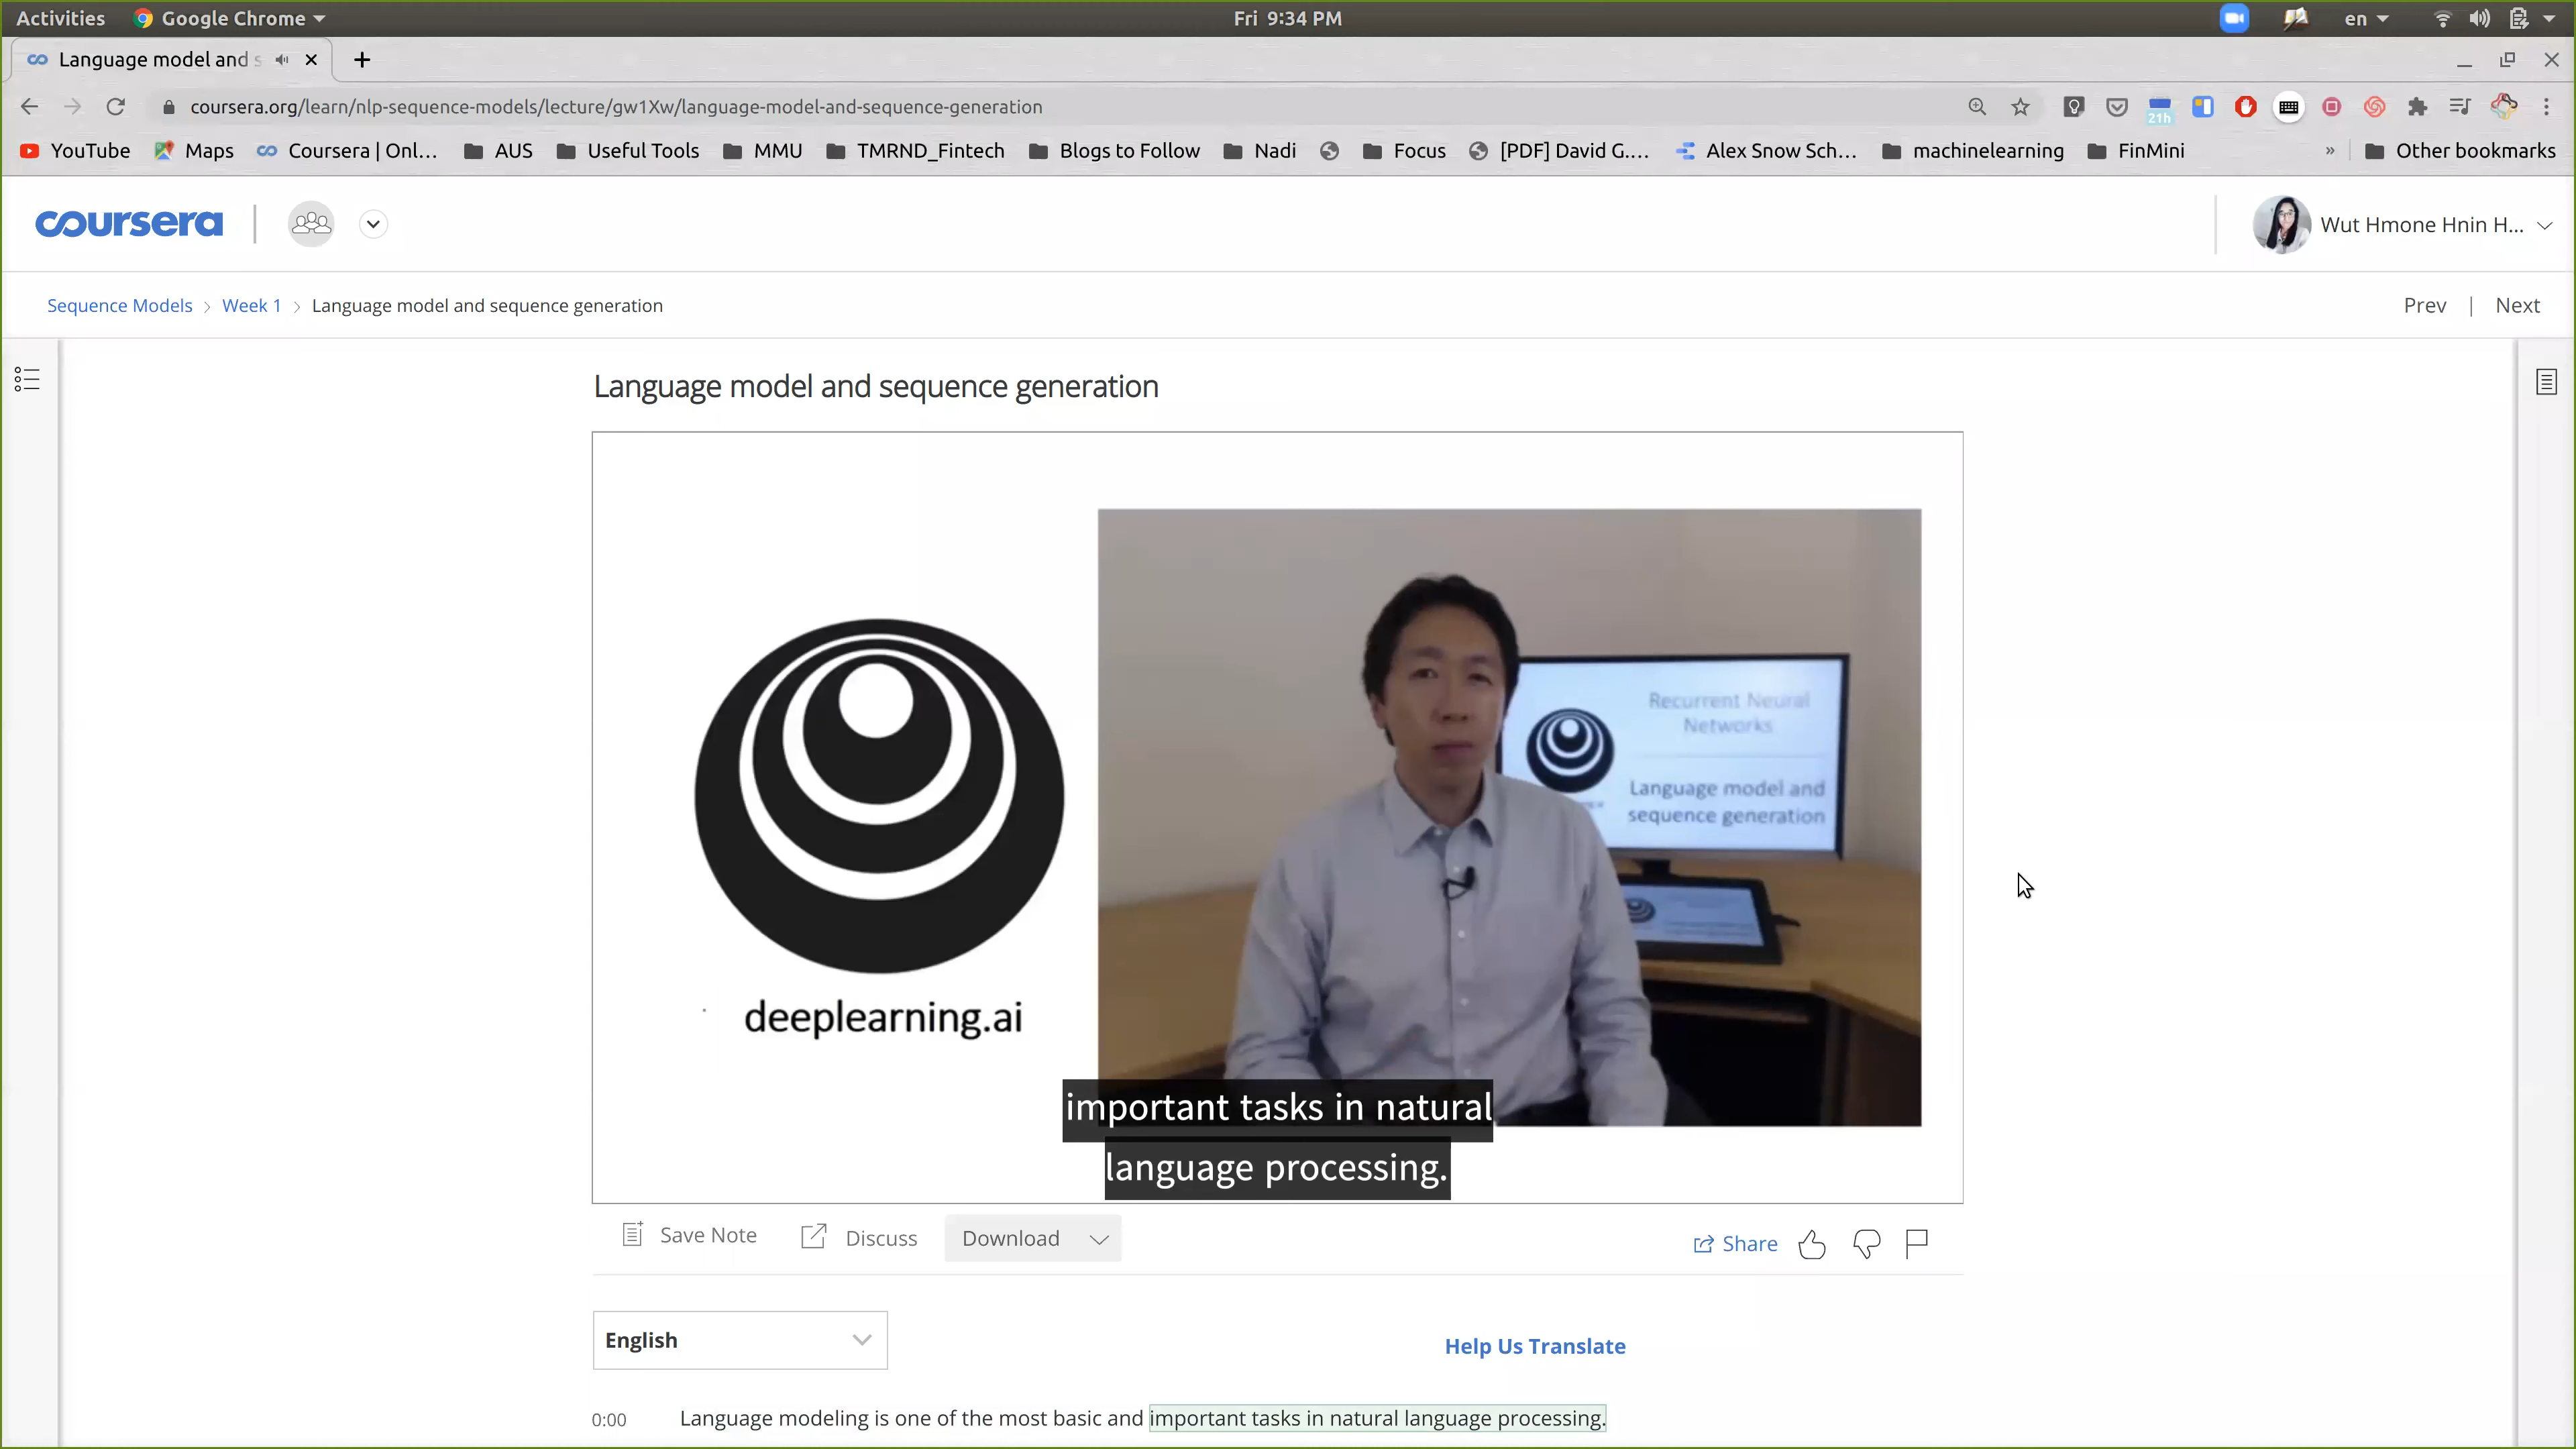 Activities Google Chrome Fri 9:34 PM en
Language model and s
coursera.org/learn/nlp-sequence-models/lecture/gw1Xw/language-model-and-sequence-generation
21h
YouTube Maps Coursera | Onl... AUS Useful Tools MMU TMRND_Fintech Blogs to Follow Nadi Focus [PDF] David G.... Alex Snow Sch... machinelearning FinMini » Other bookmarks
coursera Wut Hmone Hnin H...
Sequence Models > Week 1 > Language model and sequence generation Prev | Next
Language model and sequence generation
Recurrent Neural
Networks
Language model and
sequence generation
deeplearning.ai
important tasks in natural
language processing.
Save Note Discuss Download Share
English Help Us Translate
0:00 Language modeling is one of the most basic and important tasks in natural language processing.